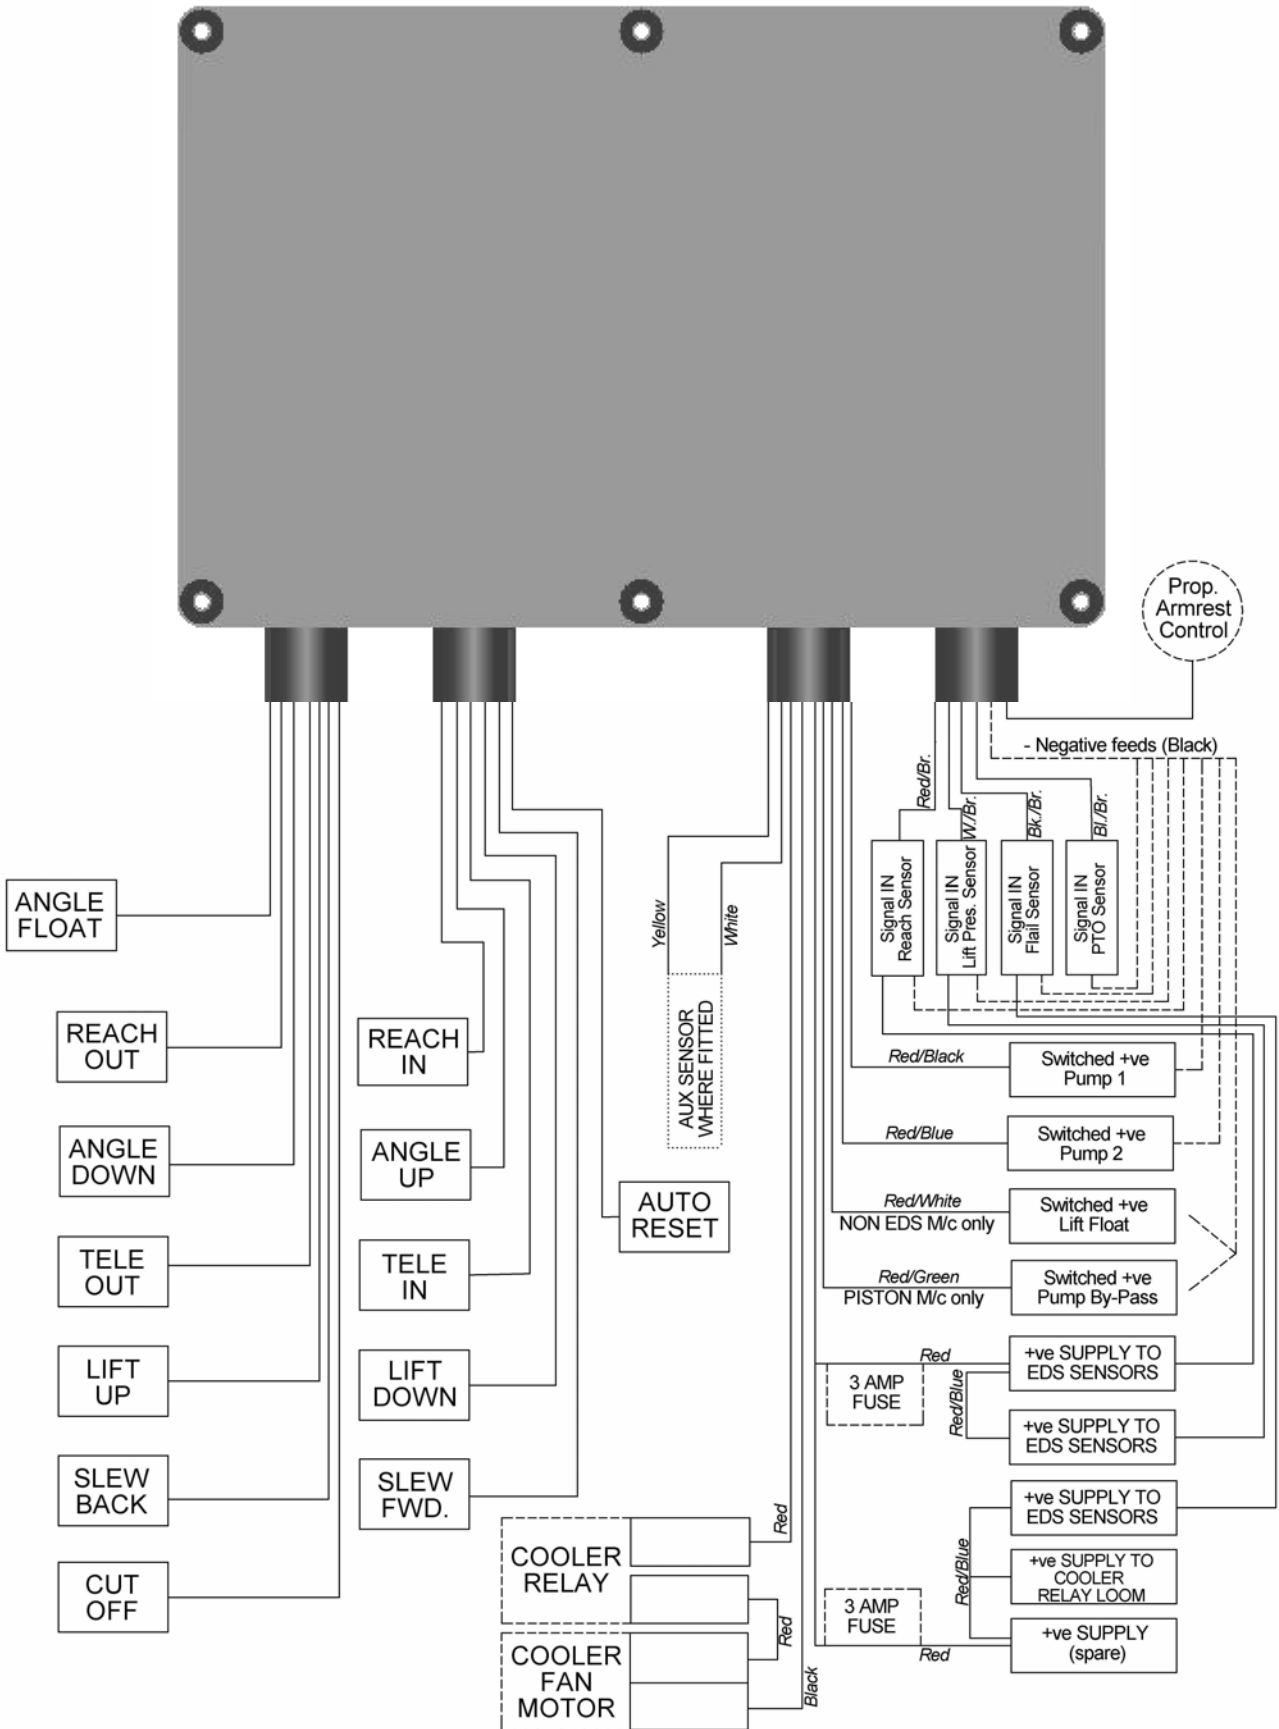 Prop.
Armrest
Control
- Negative feeds (Black)
Red/Br.
W./Br.
Bk./Br.
Bl./Br.
Signal IN
Reach Sensor
Signal IN
Lift Pres. Sensor
Signal IN
Flail Sensor
Signal IN
PTO Sensor
ANGLE
FLOAT
REACH
OUT
ANGLE
DOWN
TELE
OUT
LIFT
UP
SLEW
BACK
CUT
OFF
REACH
IN
ANGLE
UP
TELE
IN
LIFT
DOWN
SLEW
FWD.
AUTO
RESET
Yellow
White
AUX SENSOR
WHERE FITTED
Red/Black
Switched +ve
Pump 1
Red/Blue
Switched +ve
Pump 2
Red/White
NON EDS M/c only
Switched +ve
Lift Float
Red/Green
PISTON M/c only
Switched +ve
Pump By-Pass
Red
3 AMP
FUSE
Red/Blue
+ve SUPPLY TO
EDS SENSORS
+ve SUPPLY TO
EDS SENSORS
+ve SUPPLY TO
EDS SENSORS
Red/Blue
+ve SUPPLY TO
COOLER
RELAY LOOM
3 AMP
FUSE
Red
+ve SUPPLY
(spare)
COOLER
RELAY
Red
Red
COOLER
FAN
MOTOR
Black